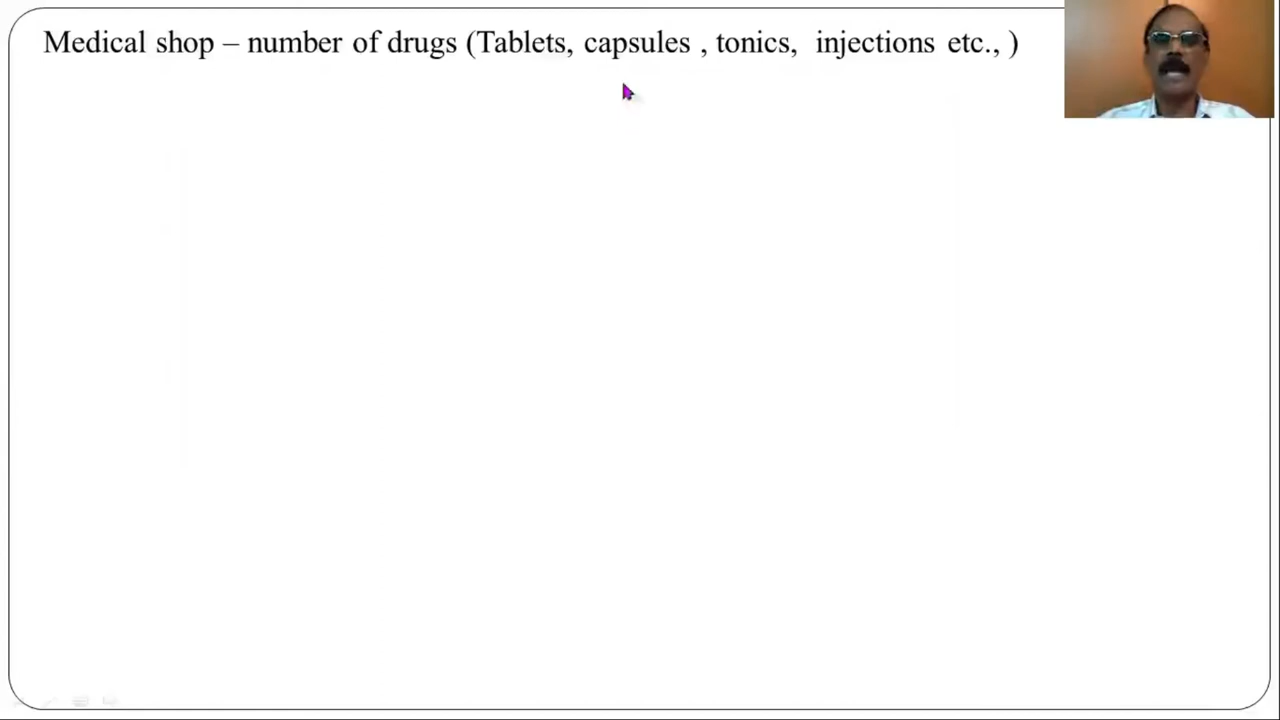 Medical shop – number of drugs (Tablets, capsules , tonics, injections etc., )